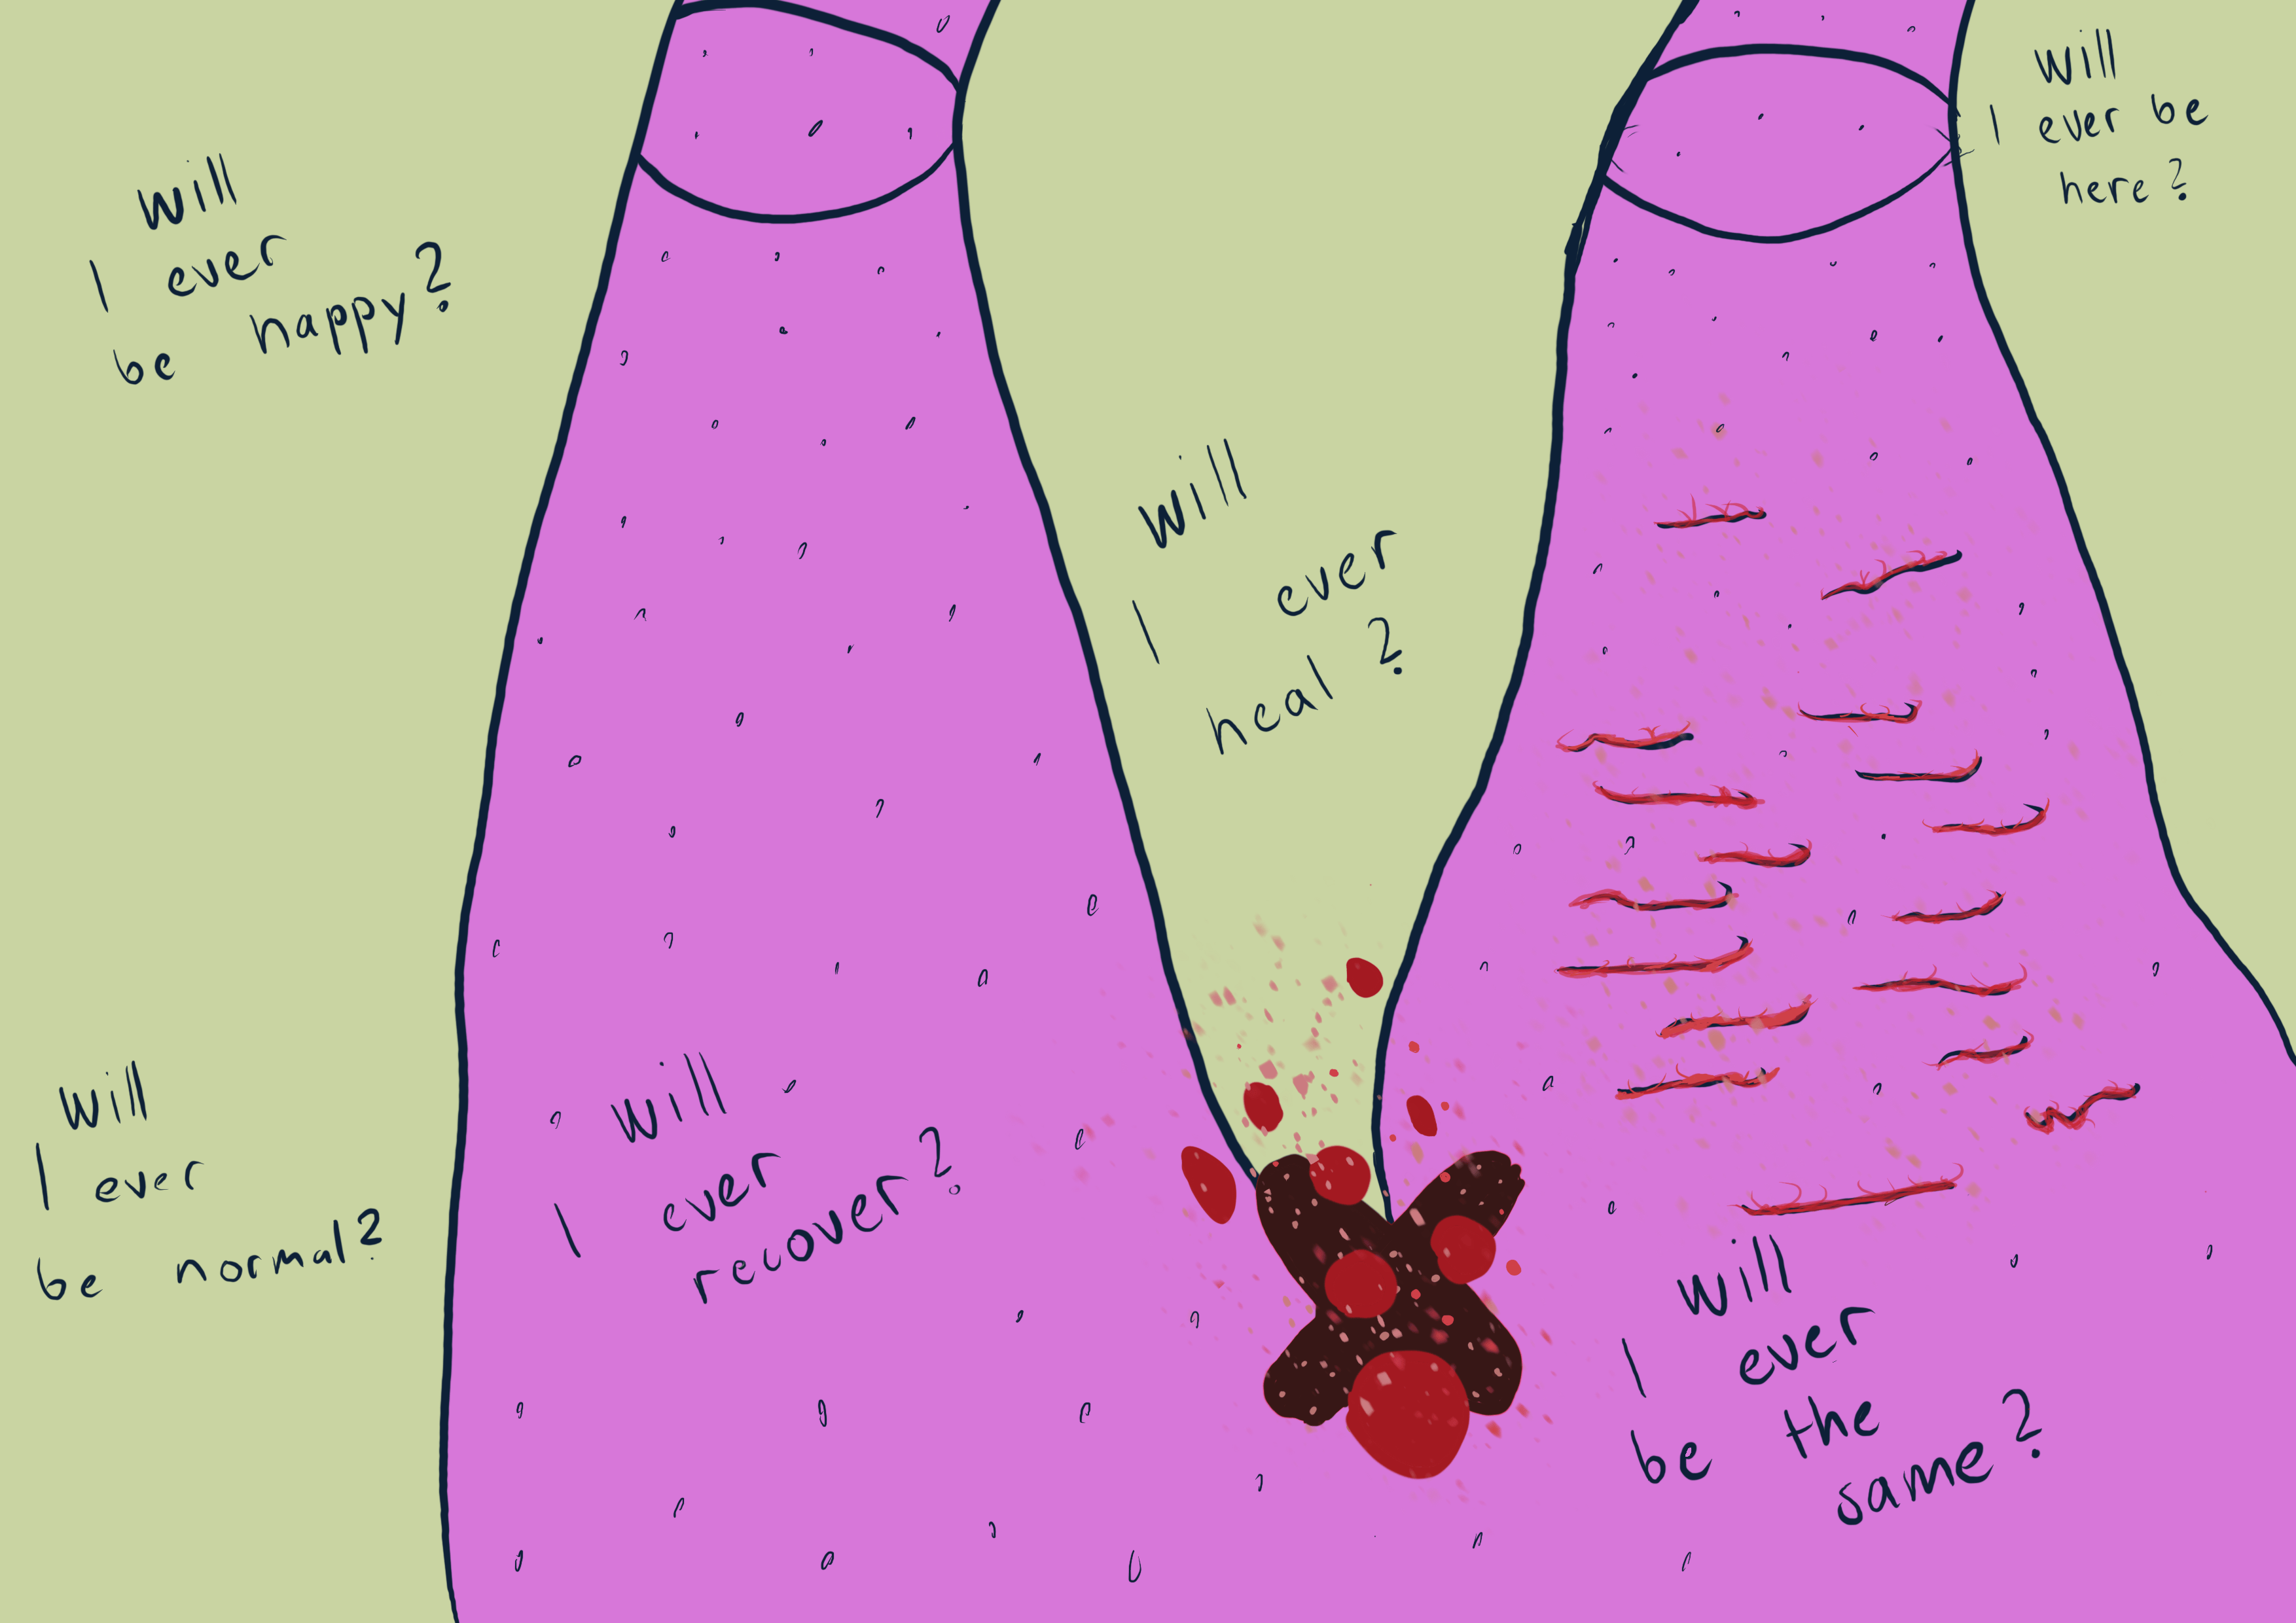 will
I ever
be happy?
will
I ever be
here?
will
I ever
heal?
will
I ever
be normal?
will
I ever
recover?
will
I ever
be the
same?